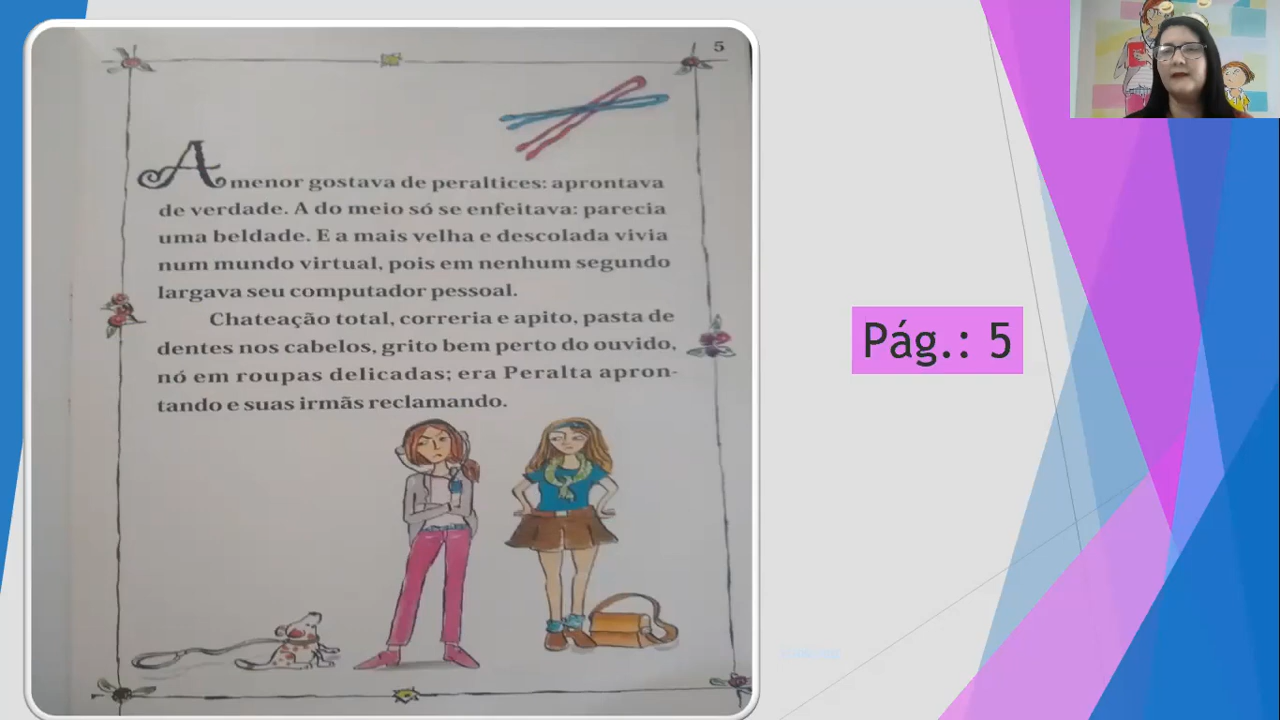 5
A menor gostava de peraltices: aprontava
de verdade. A do meio só se enfeitava: parecia
uma beldade. E a mais velha e descolada vivia
num mundo virtual, pois em nenhum segundo
largava seu computador pessoal.
Chateação total, correria e apito, pasta de
dentes nos cabelos, grito bem perto do ouvido,
nó em roupas delicadas; era Peralta apron-
tando e suas irmãs reclamando.
Pág.: 5